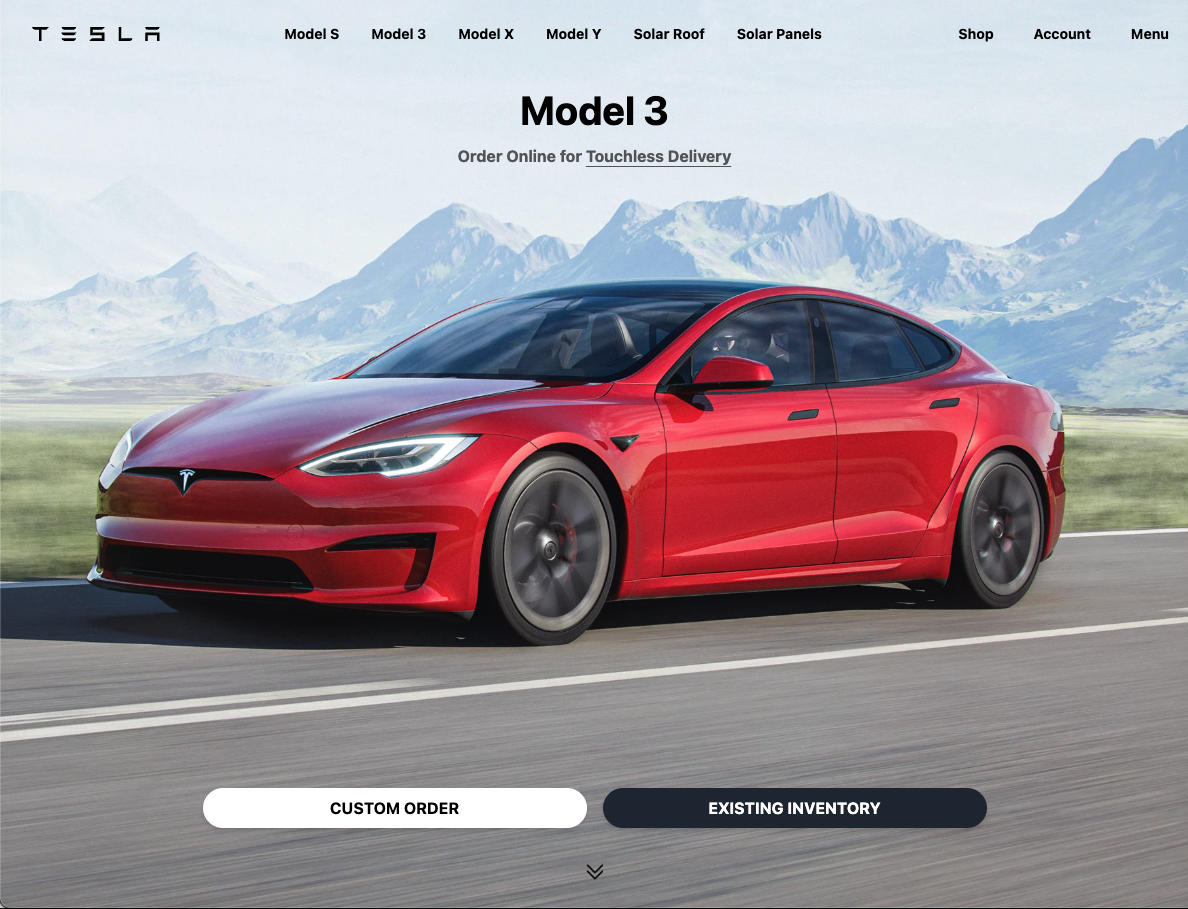 TESLA Model S Model 3 Model X Model Y Solar Roof Solar Panels Shop Account Menu
Model 3
Order Online for Touchless Delivery
CUSTOM ORDER EXISTING INVENTORY